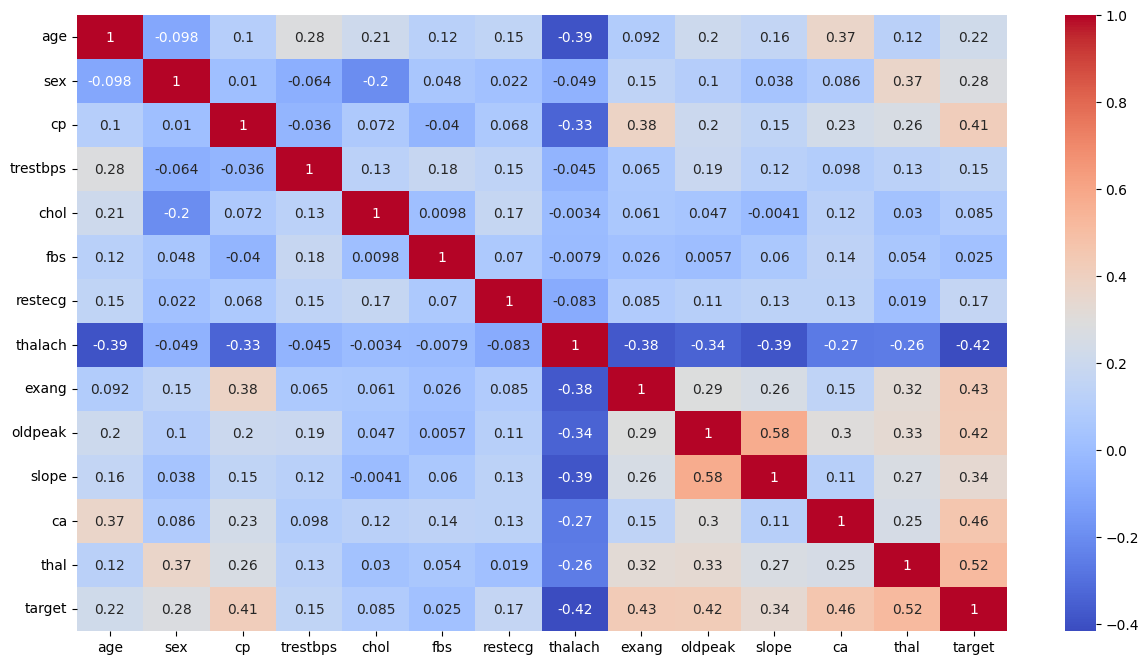 age 1 -0.098 0.1 0.28 0.21 0.12 0.15 -0.39 0.092 0.2 0.16 0.37 0.12 0.22
sex -0.098 1 0.01 -0.064 -0.2 0.048 0.022 -0.049 0.15 0.1 0.038 0.086 0.37 0.28
cp 0.1 0.01 1 -0.036 0.072 -0.04 0.068 -0.33 0.38 0.2 0.15 0.23 0.26 0.41
trestbps 0.28 -0.064 -0.036 1 0.13 0.18 0.15 -0.045 0.065 0.19 0.12 0.098 0.13 0.15
chol 0.21 -0.2 0.072 0.13 1 0.0098 0.17 -0.0034 0.061 0.047 -0.0041 0.12 0.03 0.085
fbs 0.12 0.048 -0.04 0.18 0.0098 1 0.07 -0.0079 0.026 0.0057 0.06 0.14 0.054 0.025
restecg 0.15 0.022 0.068 0.15 0.17 0.07 1 -0.083 0.085 0.11 0.13 0.13 0.019 0.17
thalach -0.39 -0.049 -0.33 -0.045 -0.0034 -0.0079 -0.083 1 -0.38 -0.34 -0.39 -0.27 -0.26 -0.42
exang 0.092 0.15 0.38 0.065 0.061 0.026 0.085 -0.38 1 0.29 0.26 0.15 0.32 0.43
oldpeak 0.2 0.1 0.2 0.19 0.047 0.0057 0.11 -0.34 0.29 1 0.58 0.3 0.33 0.42
slope 0.16 0.038 0.15 0.12 -0.0041 0.06 0.13 -0.39 0.26 0.58 1 0.11 0.27 0.34
ca 0.37 0.086 0.23 0.098 0.12 0.14 0.13 -0.27 0.15 0.3 0.11 1 0.25 0.46
thal 0.12 0.37 0.26 0.13 0.03 0.054 0.019 -0.26 0.32 0.33 0.27 0.25 1 0.52
target 0.22 0.28 0.41 0.15 0.085 0.025 0.17 -0.42 0.43 0.42 0.34 0.46 0.52 1
age sex cp trestbps chol fbs restecg thalach exang oldpeak slope ca thal target
1.0
0.8
0.6
0.4
0.2
0.0
−0.2
−0.4